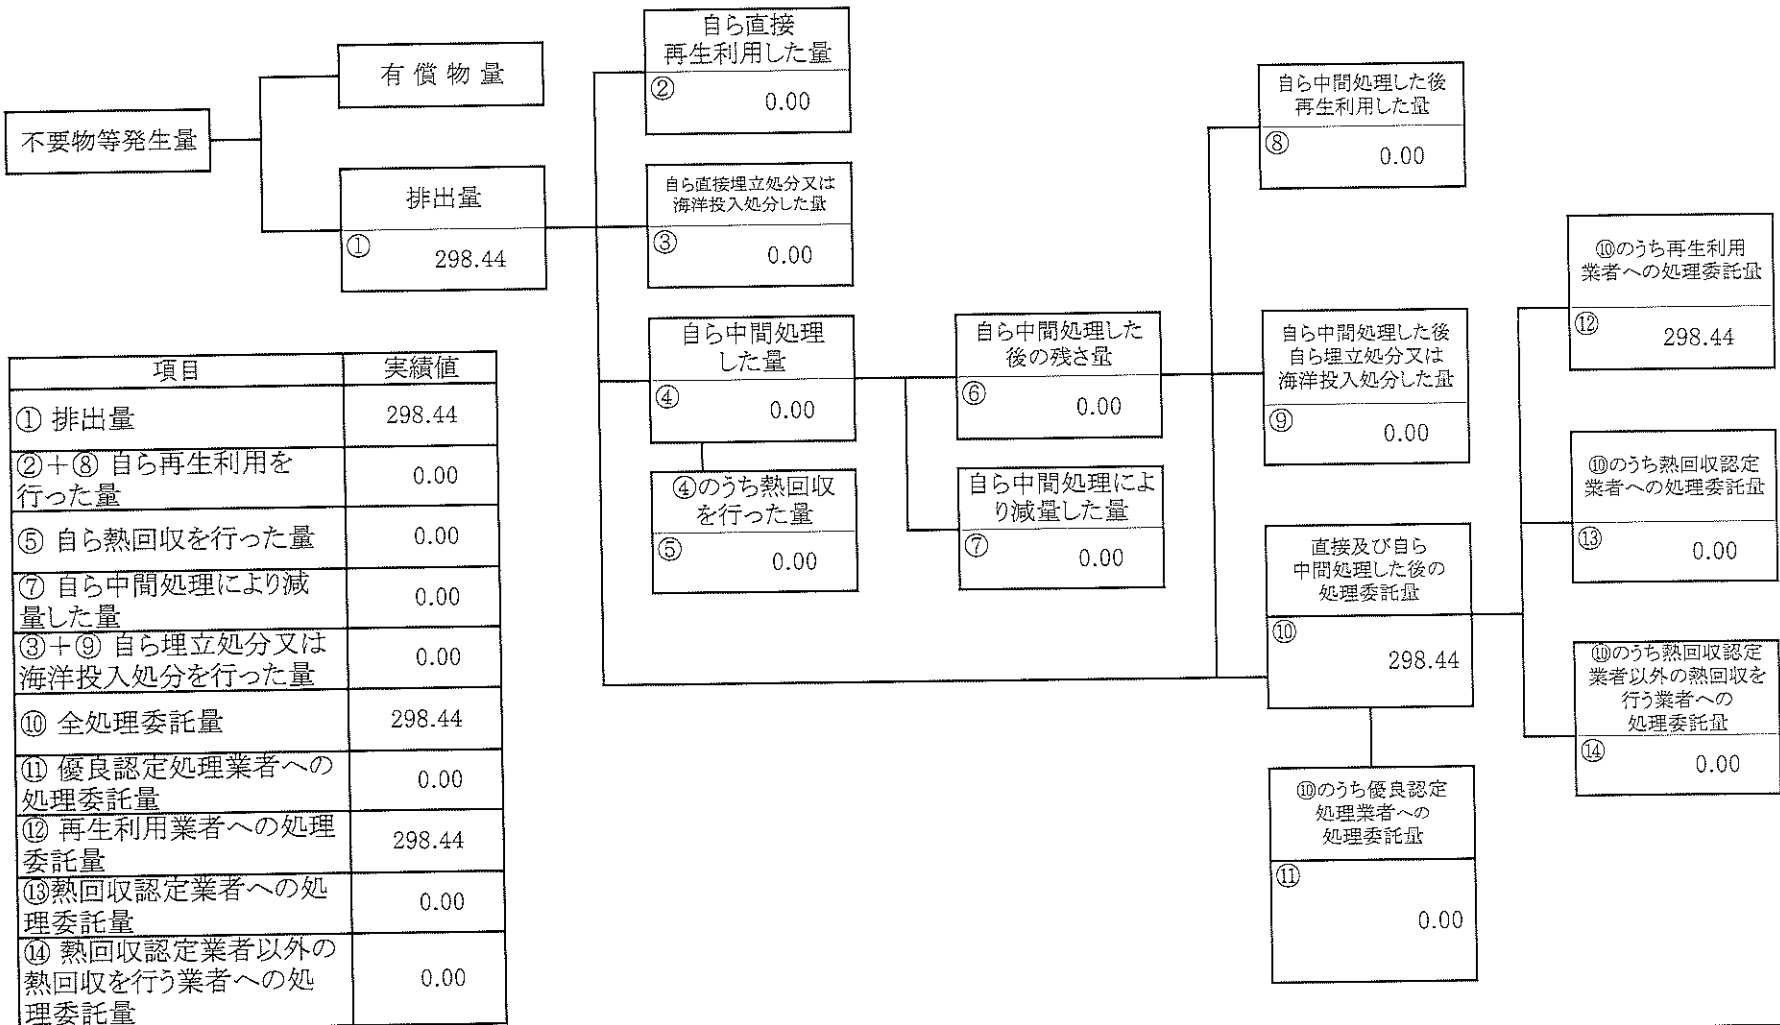 不要物等発生量
有償物量
排出量
①
298.44
自ら直接
再生利用した量
②
0.00
自ら直接埋立処分又は
海洋投入処分した量
③
0.00
自ら中間処理
した量
④
0.00
④のうち熱回収
を行った量
⑤
0.00
自ら中間処理した
後の残さ量
⑥
0.00
自ら中間処理によ
り減量した量
⑦
0.00
自ら中間処理した後
再生利用した量
⑧
0.00
自ら中間処理した後
自ら埋立処分又は
海洋投入処分した量
⑨
0.00
直接及び自ら
中間処理した後の
処理委託量
⑩
298.44
⑩のうち優良認定
処理業者への
処理委託量
⑪
0.00
⑩のうち再生利用
業者への処理委託量
⑫
298.44
⑩のうち熱回収認定
業者への処理委託量
⑬
0.00
⑩のうち熱回収認定
業者以外の熱回収を
行う業者への
処理委託量
⑭
0.00
項目 実績値
① 排出量 298.44
②+⑧ 自ら再生利用を
行った量 0.00
⑤ 自ら熱回収を行った量 0.00
⑦ 自ら中間処理により減
量した量 0.00
③+⑨ 自ら埋立処分又は
海洋投入処分を行った量 0.00
⑩ 全処理委託量 298.44
⑪ 優良認定処理業者への
処理委託量 0.00
⑫ 再生利用業者への処理
委託量 298.44
⑬熱回収認定業者への処
理委託量 0.00
⑭ 熱回収認定業者以外の
熱回収を行う業者への処
理委託量 0.00